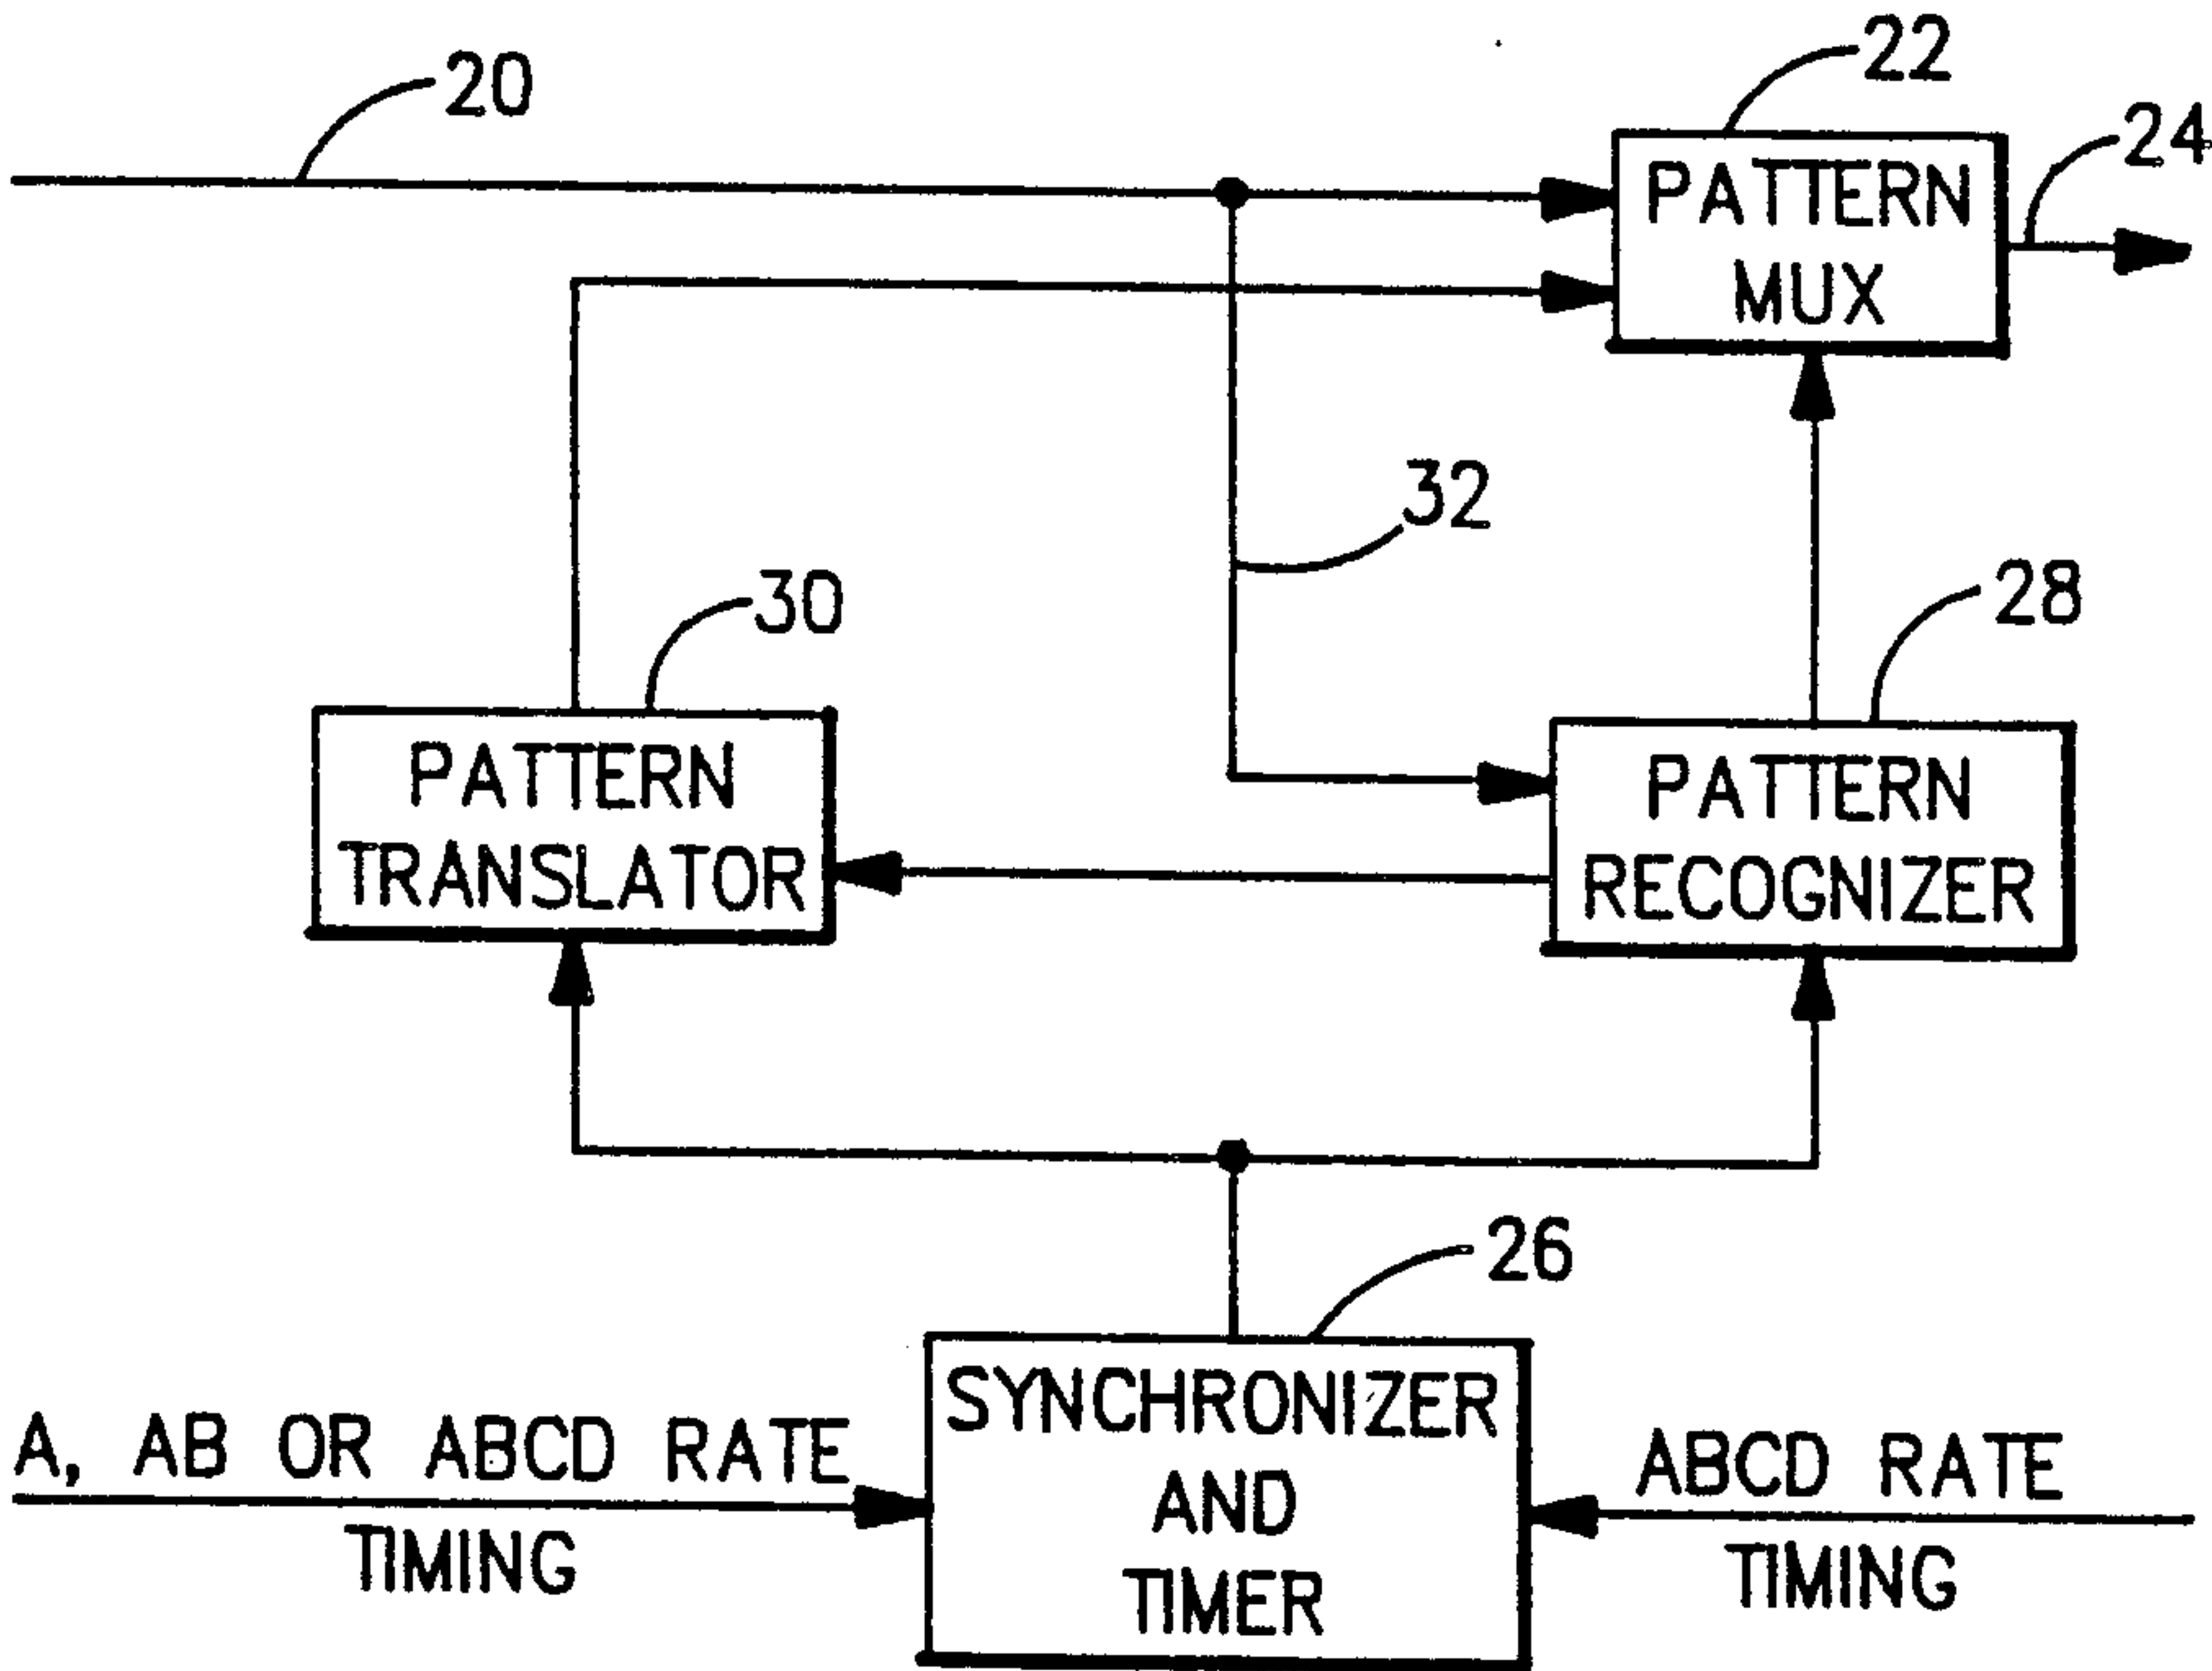 20
22
24
PATTERN
MUX
32
30
28
PATTERN
TRANSLATOR
PATTERN
RECOGNIZER
26
SYNCHRONIZER
AND
TIMER
A, AB OR ABCD RATE
TIMING
ABCD RATE
TIMING